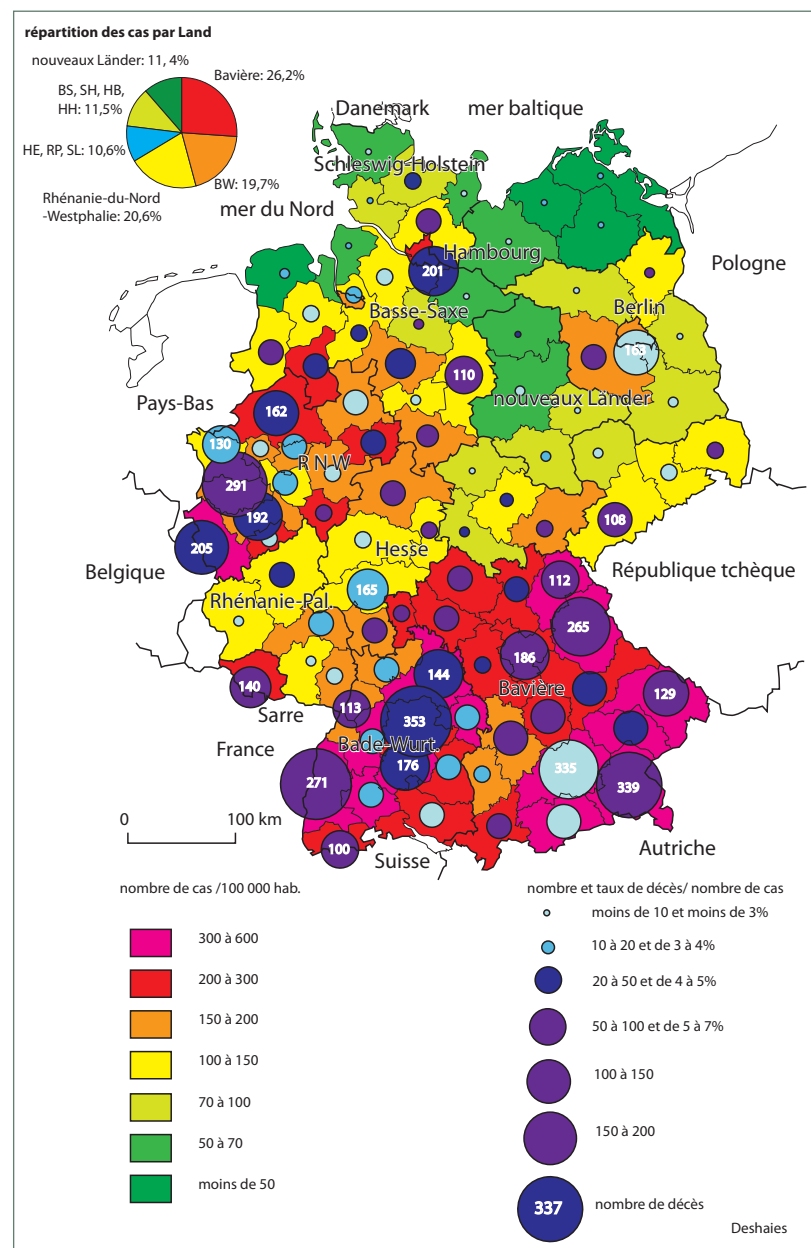 répartition des cas par Land
nouveaux Länder: 11, 4%
Bavière: 26,2%
BS, SH, HB,
HH: 11,5%
HE, RP, SL: 10,6%
BW: 19,7%
Rhénanie-du-Nord
-Westphalie: 20,6%
Danemark
mer baltique
Schleswig-Holstein
mer du Nord
Hambourg
201
Pologne
Basse-Saxe
Berlin
110
nouveaux Länder
Pays-Bas
162
130
R N W
291
192
108
205
Hesse
Belgique
République tchèque
112
165
Rhénanie-Pal.
265
186
144
140
Bavière
129
113
Sarre
353
Bade-Wurt.
France
176
335
271
339
0
100 km
100
Suisse
Autriche
nombre de cas /100 000 hab.
300 à 600
200 à 300
150 à 200
100 à 150
70 à 100
50 à 70
moins de 50
nombre et taux de décès/ nombre de cas
moins de 10 et moins de 3%
10 à 20 et de 3 à 4%
20 à 50 et de 4 à 5%
50 à 100 et de 5 à 7%
100 à 150
150 à 200
337
nombre de décès
Deshaies